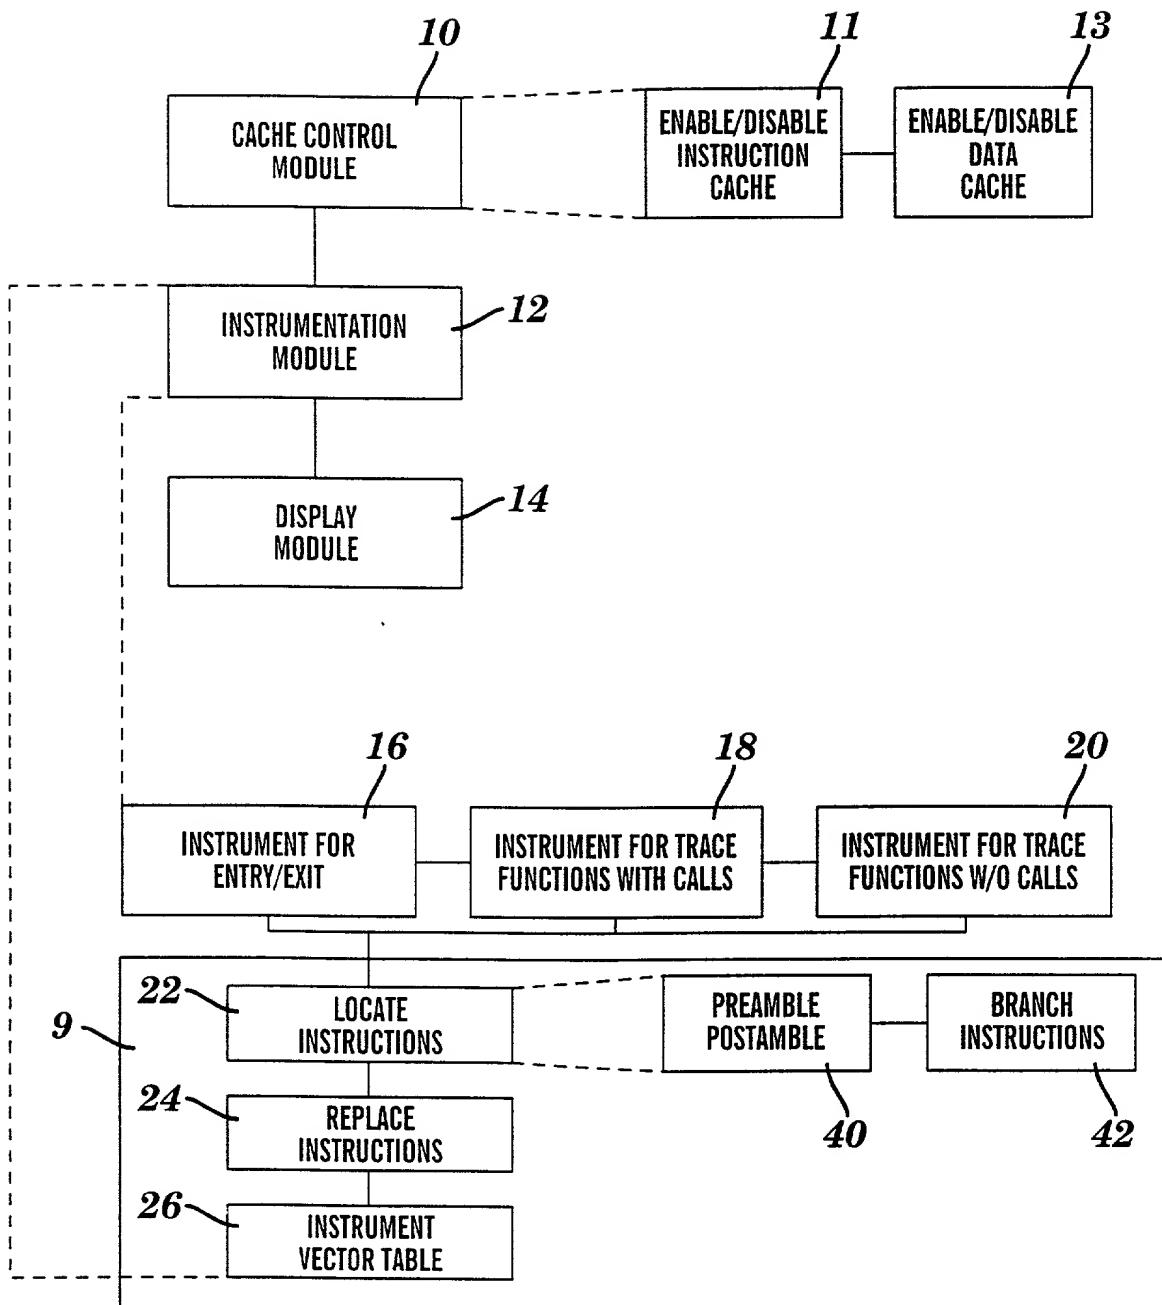 10
11
13
CACHE CONTROL
MODULE
ENABLE/DISABLE
INSTRUCTION
CACHE
ENABLE/DISABLE
DATA
CACHE
INSTRUMENTATION
MODULE
12
DISPLAY
MODULE
14
16
18
20
INSTRUMENT FOR
ENTRY/EXIT
INSTRUMENT FOR TRACE
FUNCTIONS WITH CALLS
INSTRUMENT FOR TRACE
FUNCTIONS W/O CALLS
9
22
LOCATE
INSTRUCTIONS
PREAMBLE
POSTAMBLE
BRANCH
INSTRUCTIONS
24
REPLACE
INSTRUCTIONS
40
42
26
INSTRUMENT
VECTOR TABLE